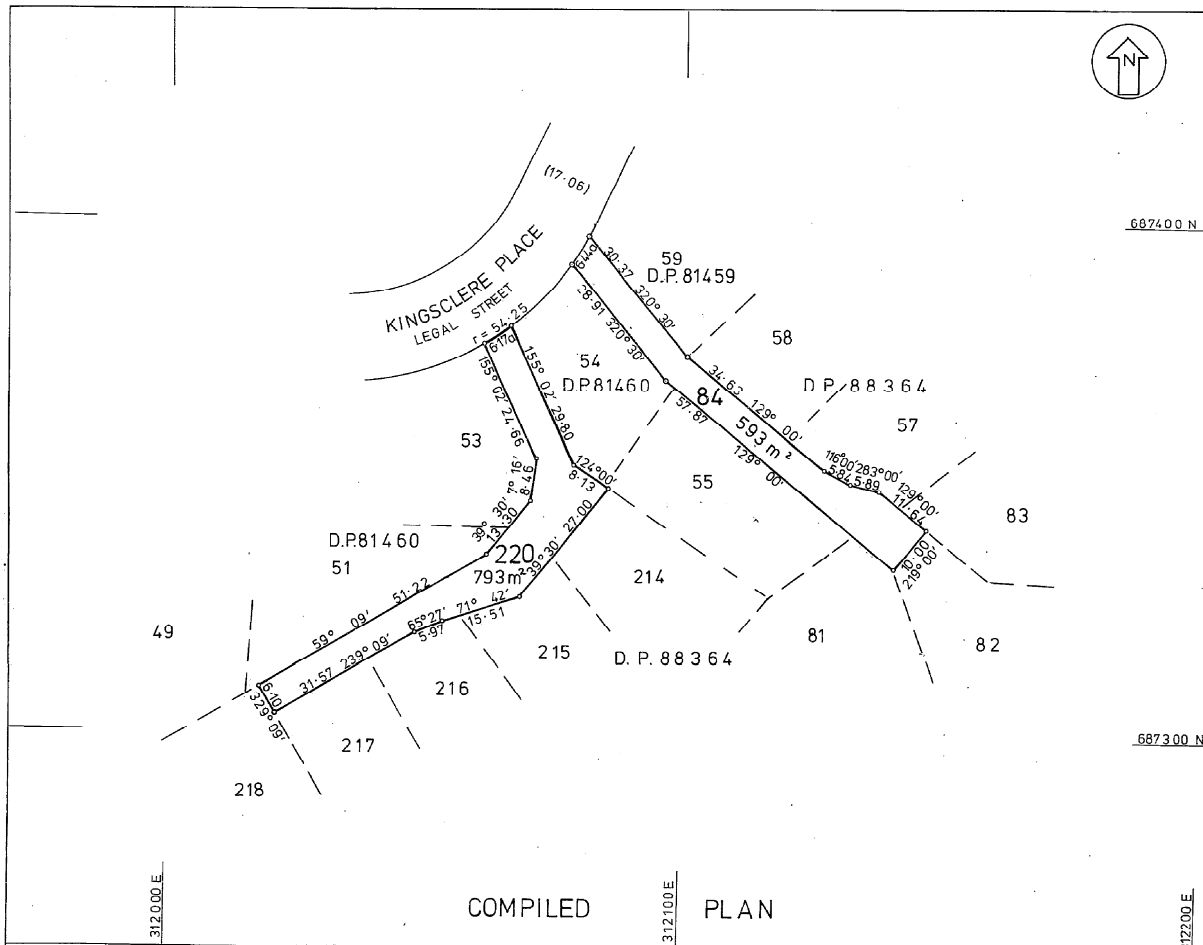 N
(17·06)
687400 N
KINGSCLERE PLACE
LEGAL STREET
r = 54·25
6·17a
6·44a
59
D.P. 81459
30·37 320° 30'
28·91 320° 30'
58
54
D.P. 81460
D.P. 88364
84
593 m²
34·63 129° 00'
57·87
129° 00'
57
116°00'
5·84
283°00'
5·89
129°00'
11·64
83
10·00
219° 00'
155° 02' 24·66
155° 02' 29·80
53
124°00'
8·13
55
7° 16'
8·46
39° 30'
13·30
27·00
39° 30'
D.P. 81460
51
220
793 m²
214
59° 09' 51·22
65° 27'
5·97
71° 42'
15·51
49
31·57 239° 09'
6·10
329° 09'
215
D. P. 88364
81
82
216
217
218
687300 N
312000 E
312100 E
312200 E
COMPILED PLAN